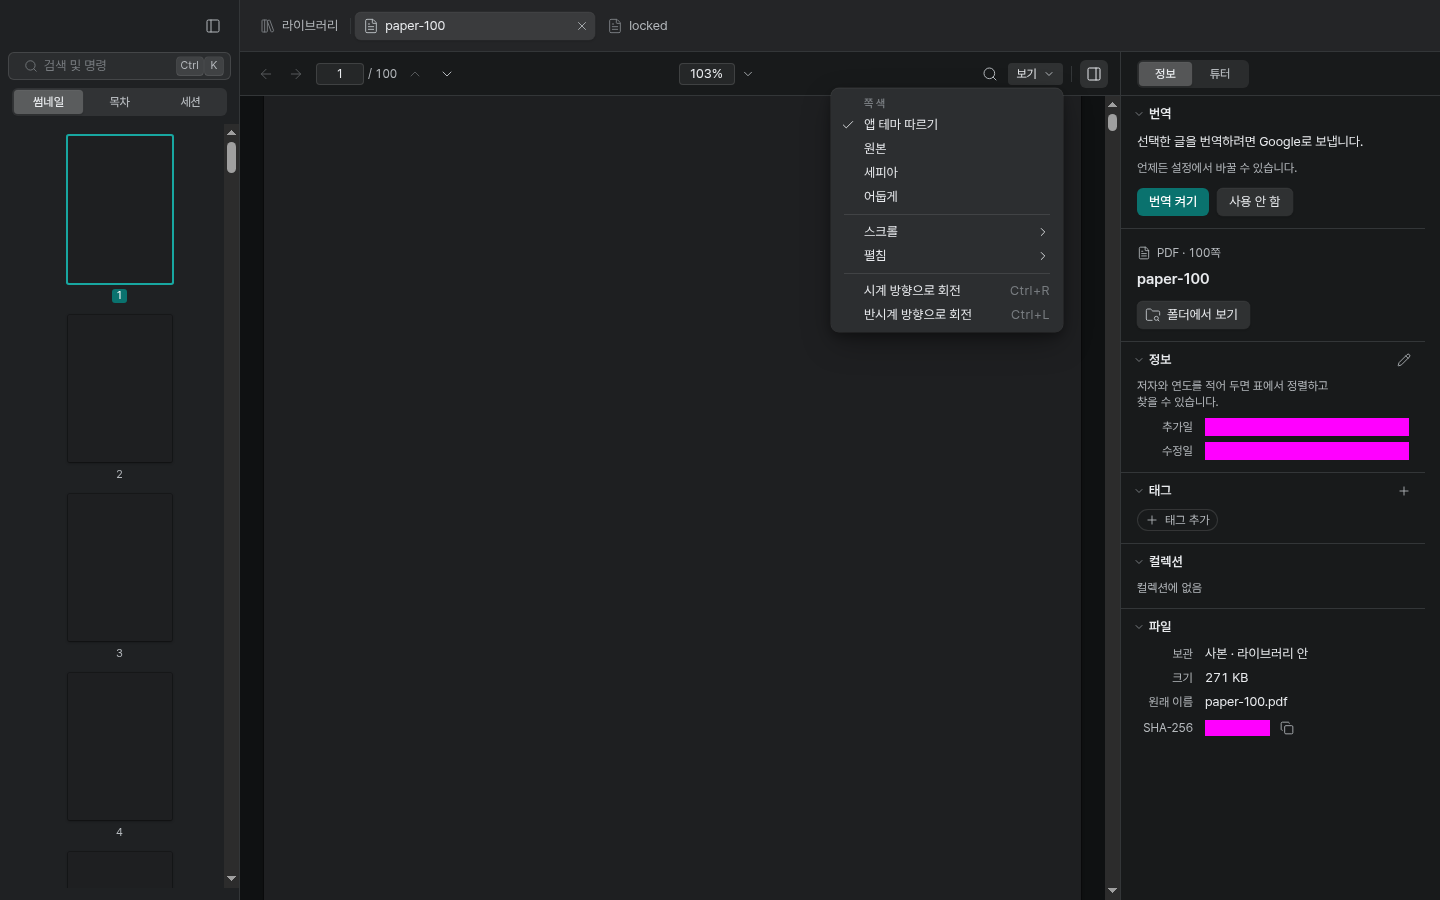 라이브러리
paper-100
locked
검색 및 명령
Ctrl
K
1
/ 100
103%
보기
정보
튜터
썸네일
목차
세션
1
2
3
4
쪽 색
앱 테마 따르기
원본
세피아
어둡게
스크롤
펼침
시계 방향으로 회전 Ctrl+R
반시계 방향으로 회전 Ctrl+L
번역
선택한 글을 번역하려면 Google로 보냅니다.
언제든 설정에서 바꿀 수 있습니다.
번역 켜기
사용 안 함
PDF · 100쪽
paper-100
폴더에서 보기
정보
저자와 연도를 적어 두면 표에서 정렬하고
찾을 수 있습니다.
추가일
수정일
태그
태그 추가
컬렉션
컬렉션에 없음
파일
보관 사본 · 라이브러리 안
크기 271 KB
원래 이름 paper-100.pdf
SHA-256